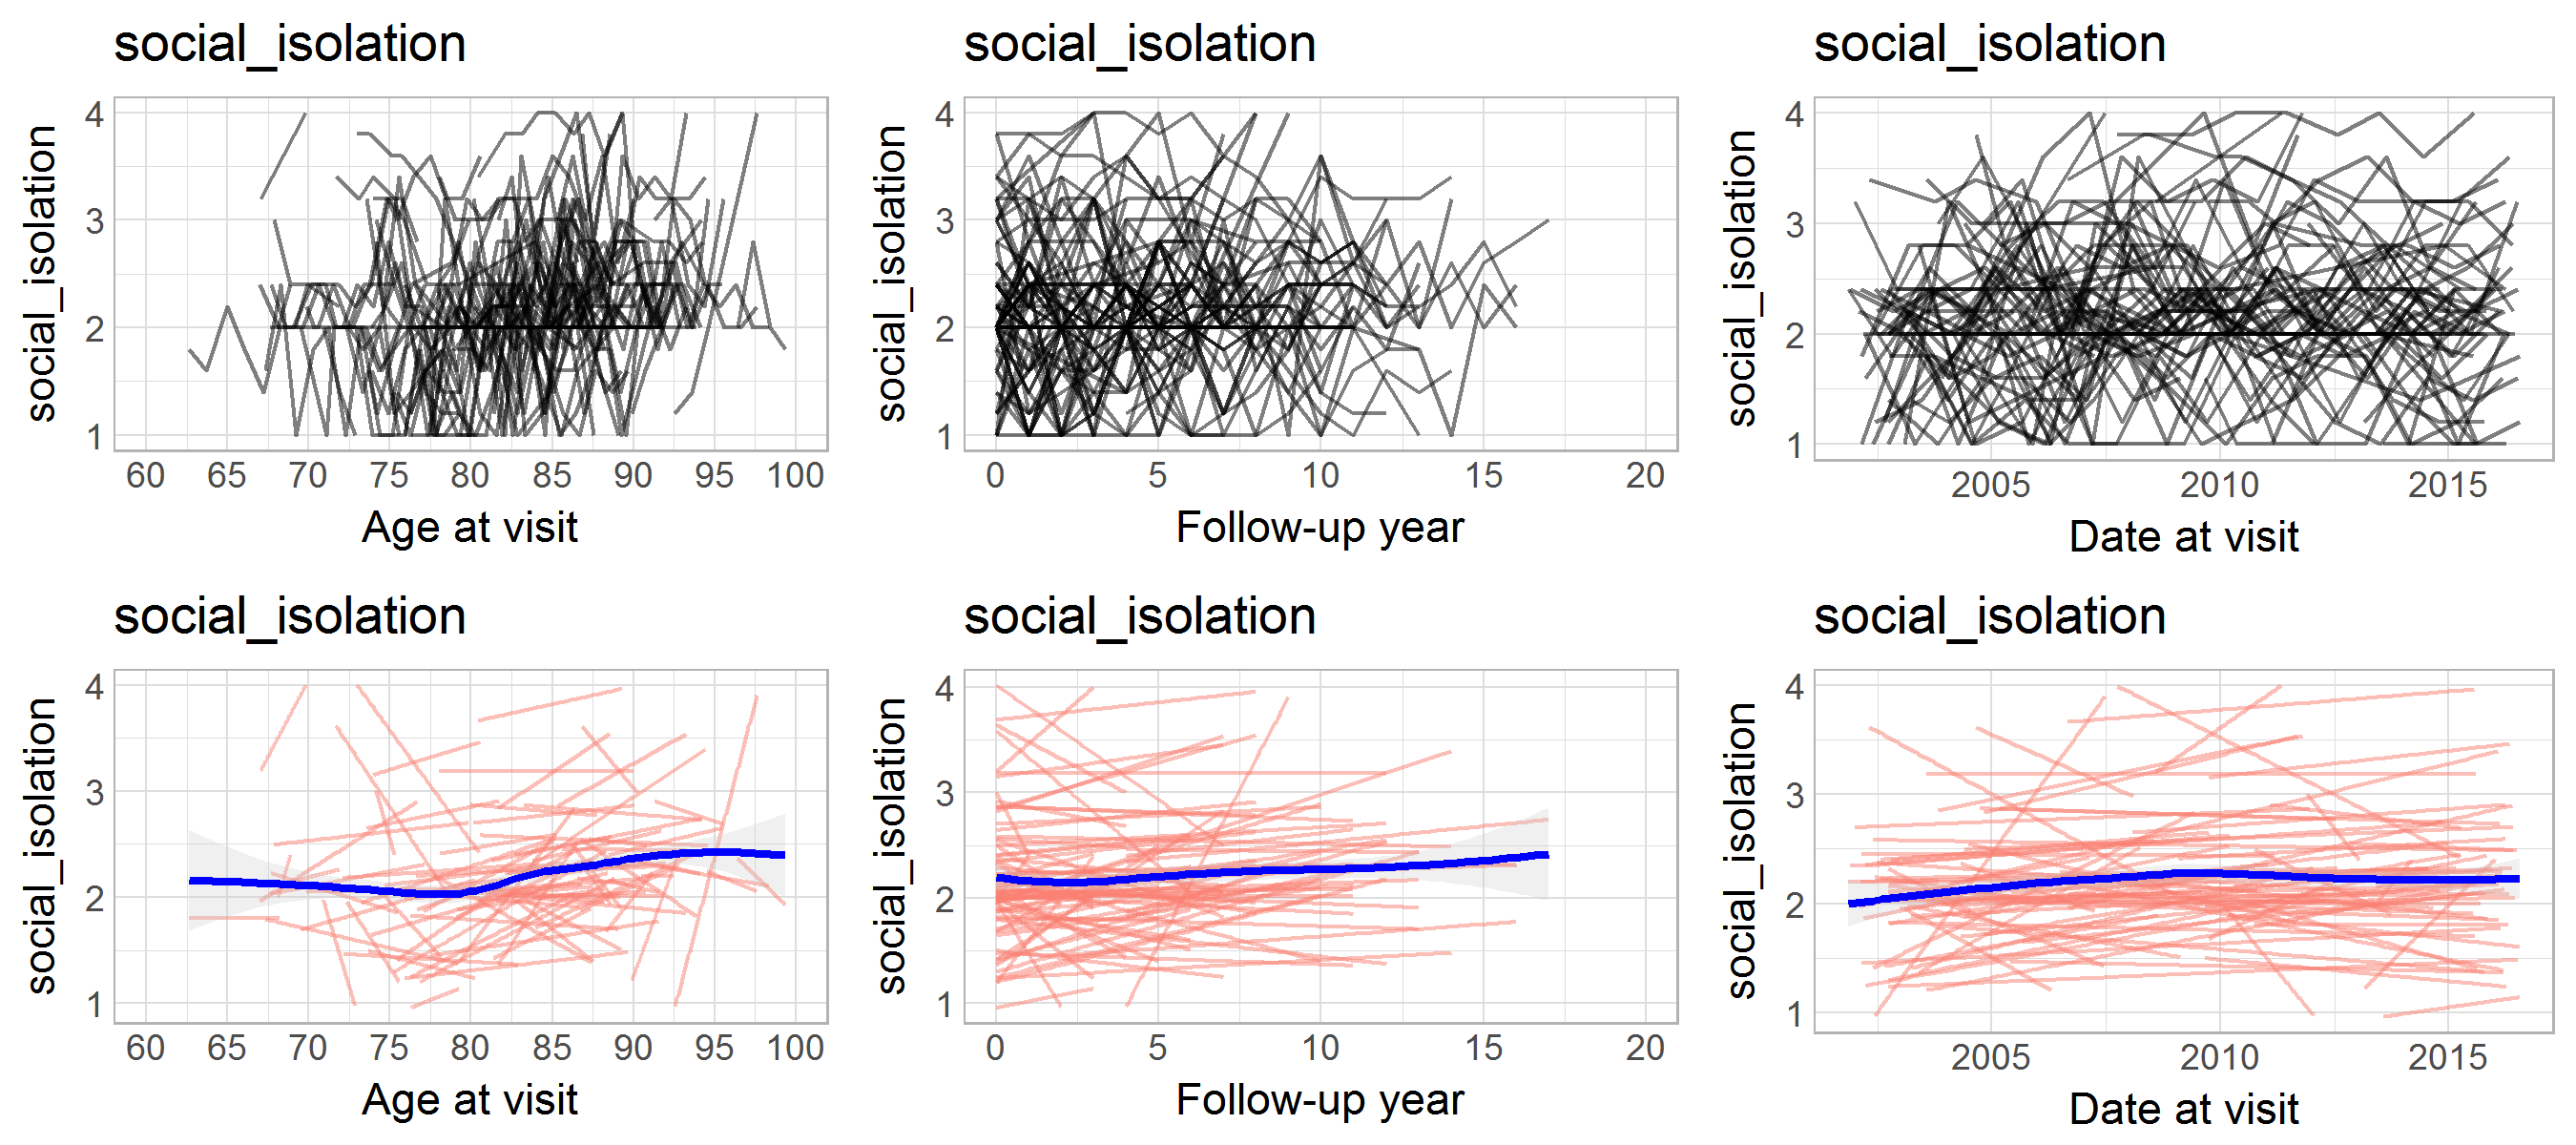 social_isolation social_isolation social_isolation
social_isolation
4
3
2
1
60 65 70 75 80 85 90 95 100
Age at visit
social_isolation
4
3
2
1
0 5 10 15 20
Follow-up year
social_isolation
4
3
2
1
2005 2010 2015
Date at visit
social_isolation social_isolation social_isolation
social_isolation
4
3
2
1
60 65 70 75 80 85 90 95 100
Age at visit
social_isolation
4
3
2
1
0 5 10 15 20
Follow-up year
social_isolation
4
3
2
1
2005 2010 2015
Date at visit